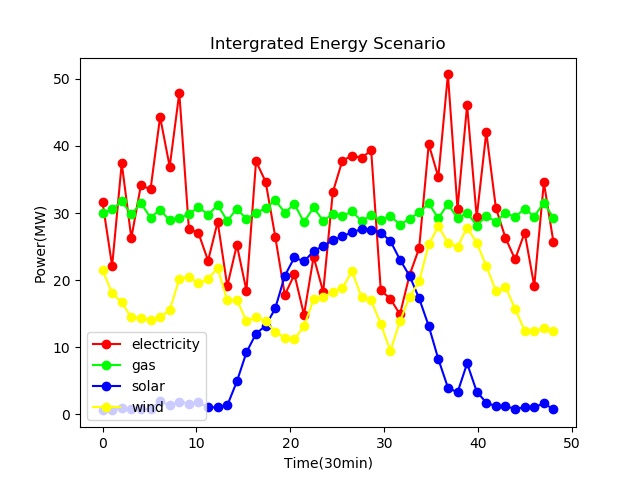 Intergrated Energy Scenario
Power(MW)
50
40
30
20
10
0
electricity
gas
solar
wind
0 10 20 30 40 50
Time(30min)